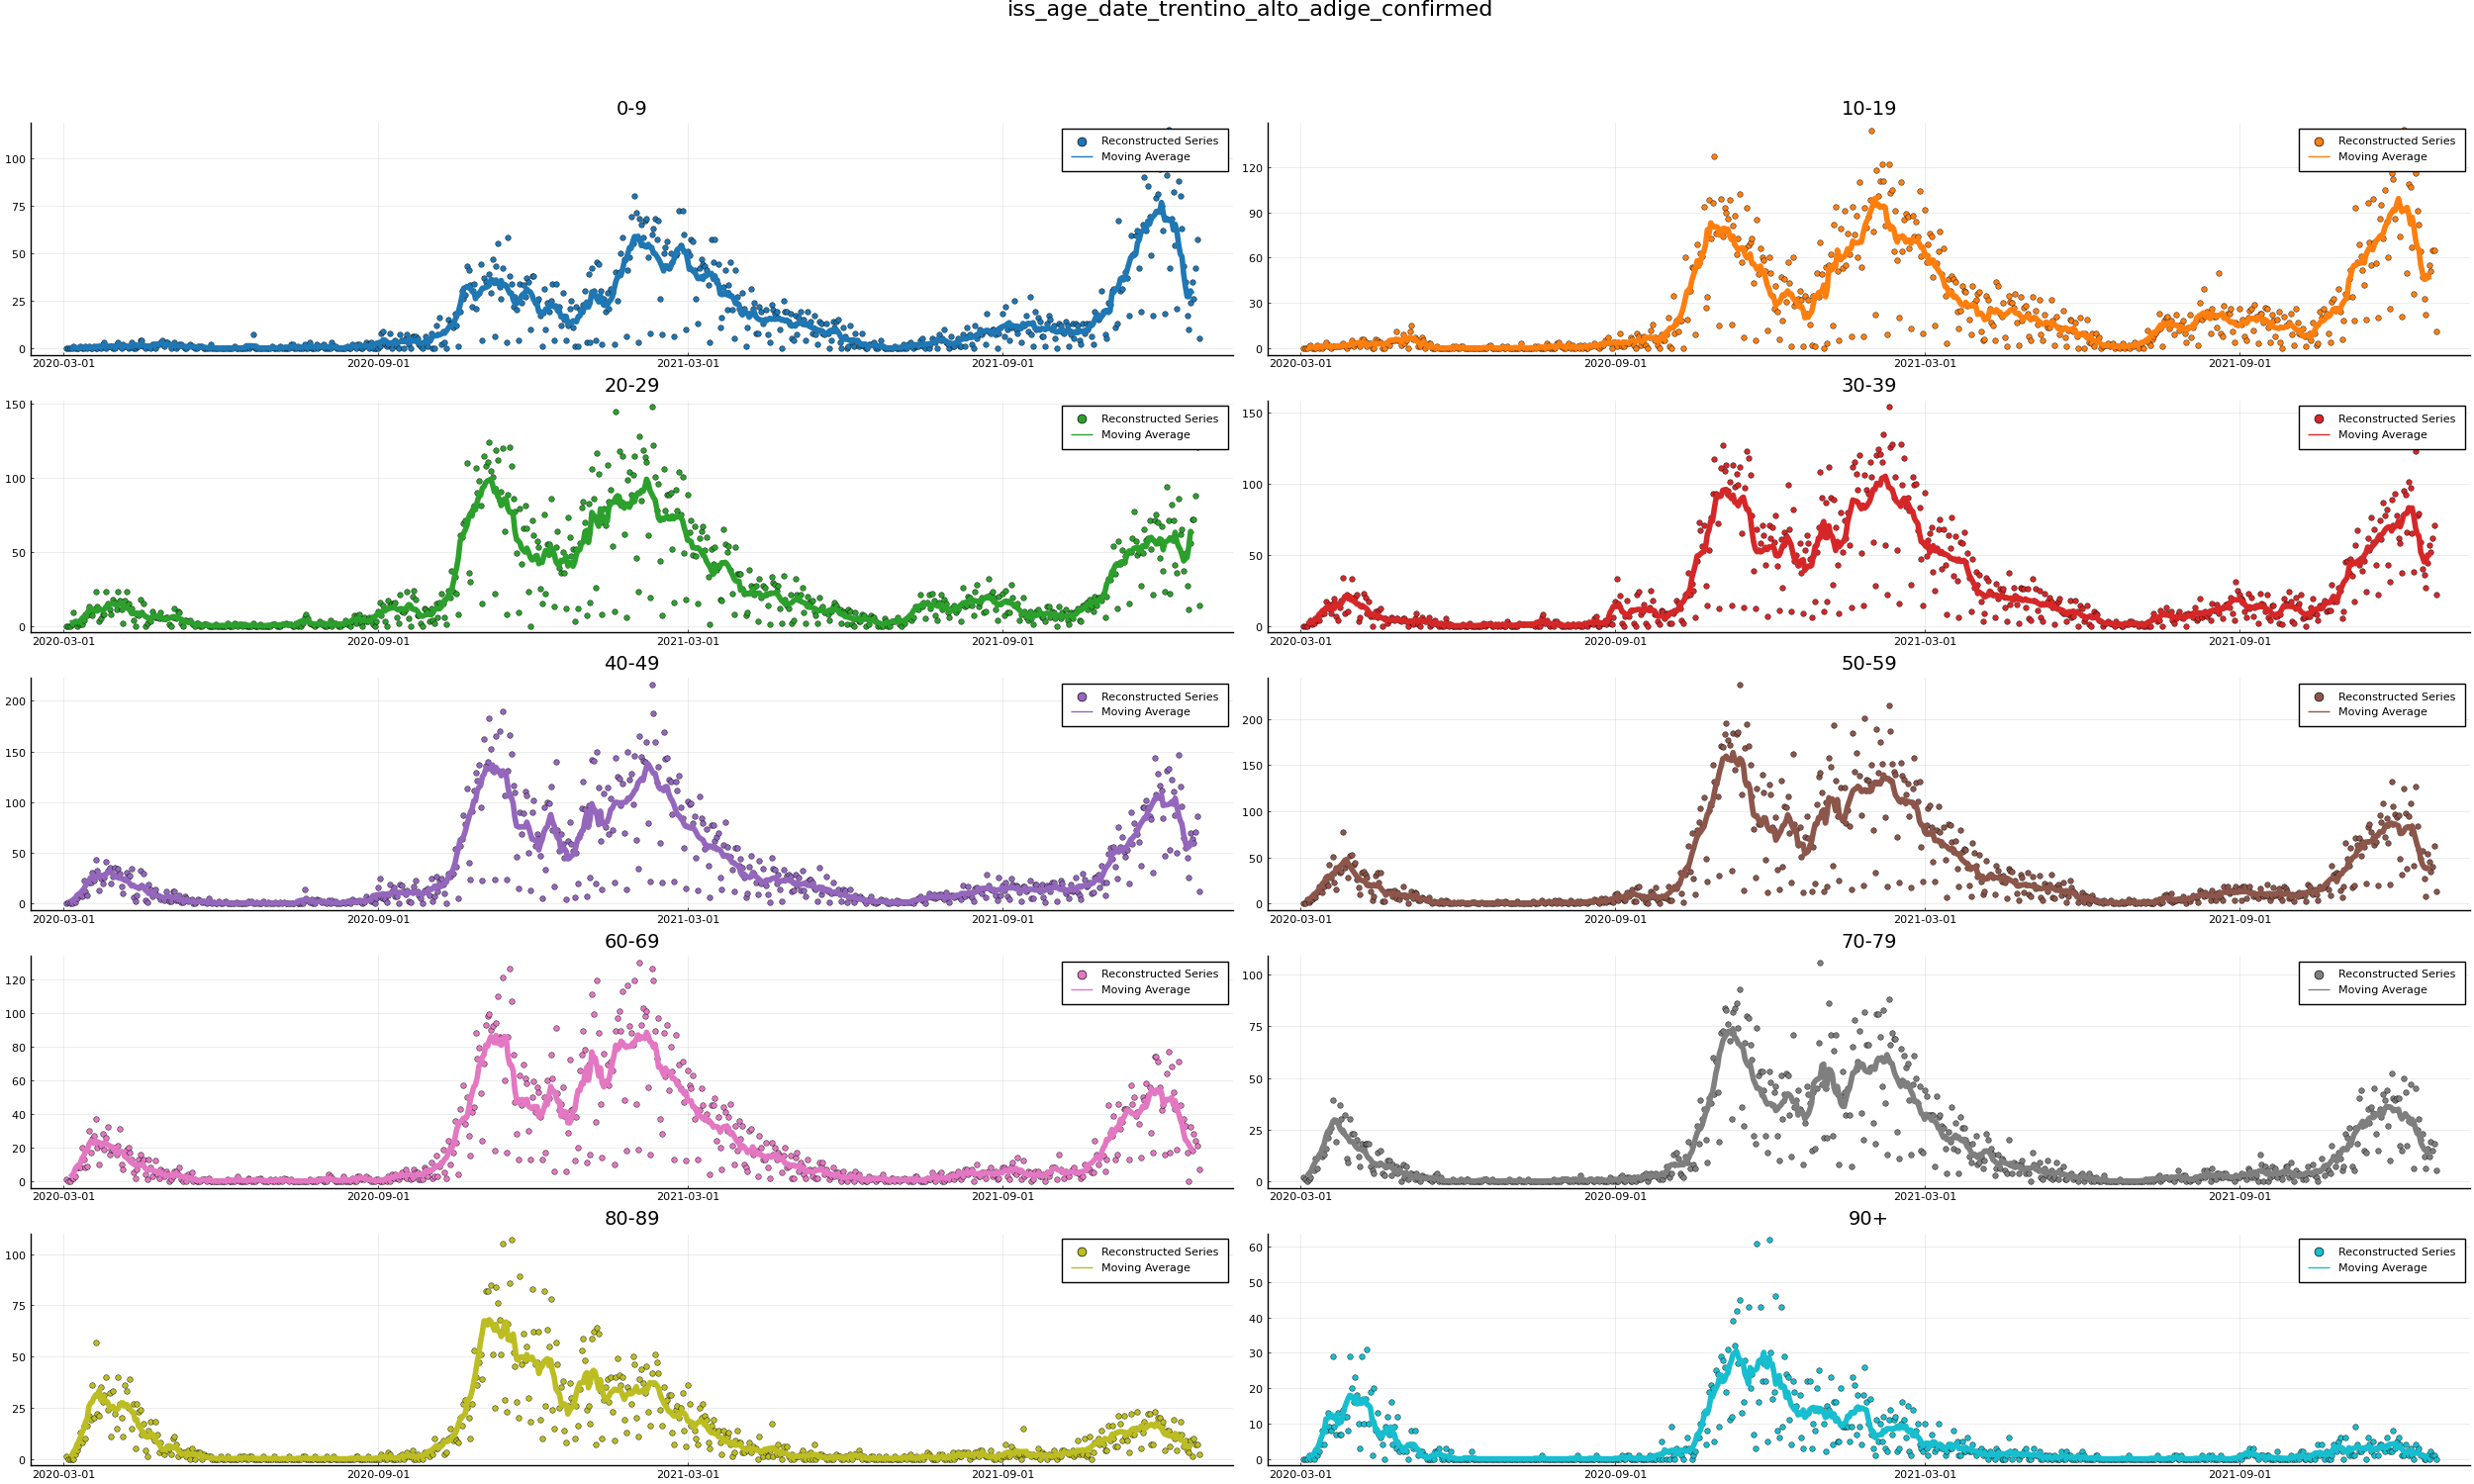 iss_age_date_trentino_alto_adige_confirmed
0-9
Reconstructed Series
Moving Average
100
75
50
25
0
2020-03-01 2020-09-01 2021-03-01 2021-09-01
10-19
Reconstructed Series
Moving Average
120
90
60
30
0
2020-03-01 2020-09-01 2021-03-01 2021-09-01
20-29
Reconstructed Series
Moving Average
150
100
50
0
2020-03-01 2020-09-01 2021-03-01 2021-09-01
30-39
Reconstructed Series
Moving Average
150
100
50
0
2020-03-01 2020-09-01 2021-03-01 2021-09-01
40-49
Reconstructed Series
Moving Average
200
150
100
50
0
2020-03-01 2020-09-01 2021-03-01 2021-09-01
50-59
Reconstructed Series
Moving Average
200
150
100
50
0
2020-03-01 2020-09-01 2021-03-01 2021-09-01
60-69
Reconstructed Series
Moving Average
120
100
80
60
40
20
0
2020-03-01 2020-09-01 2021-03-01 2021-09-01
70-79
Reconstructed Series
Moving Average
100
75
50
25
0
2020-03-01 2020-09-01 2021-03-01 2021-09-01
80-89
Reconstructed Series
Moving Average
100
75
50
25
0
2020-03-01 2020-09-01 2021-03-01 2021-09-01
90+
Reconstructed Series
Moving Average
60
50
40
30
20
10
0
2020-03-01 2020-09-01 2021-03-01 2021-09-01